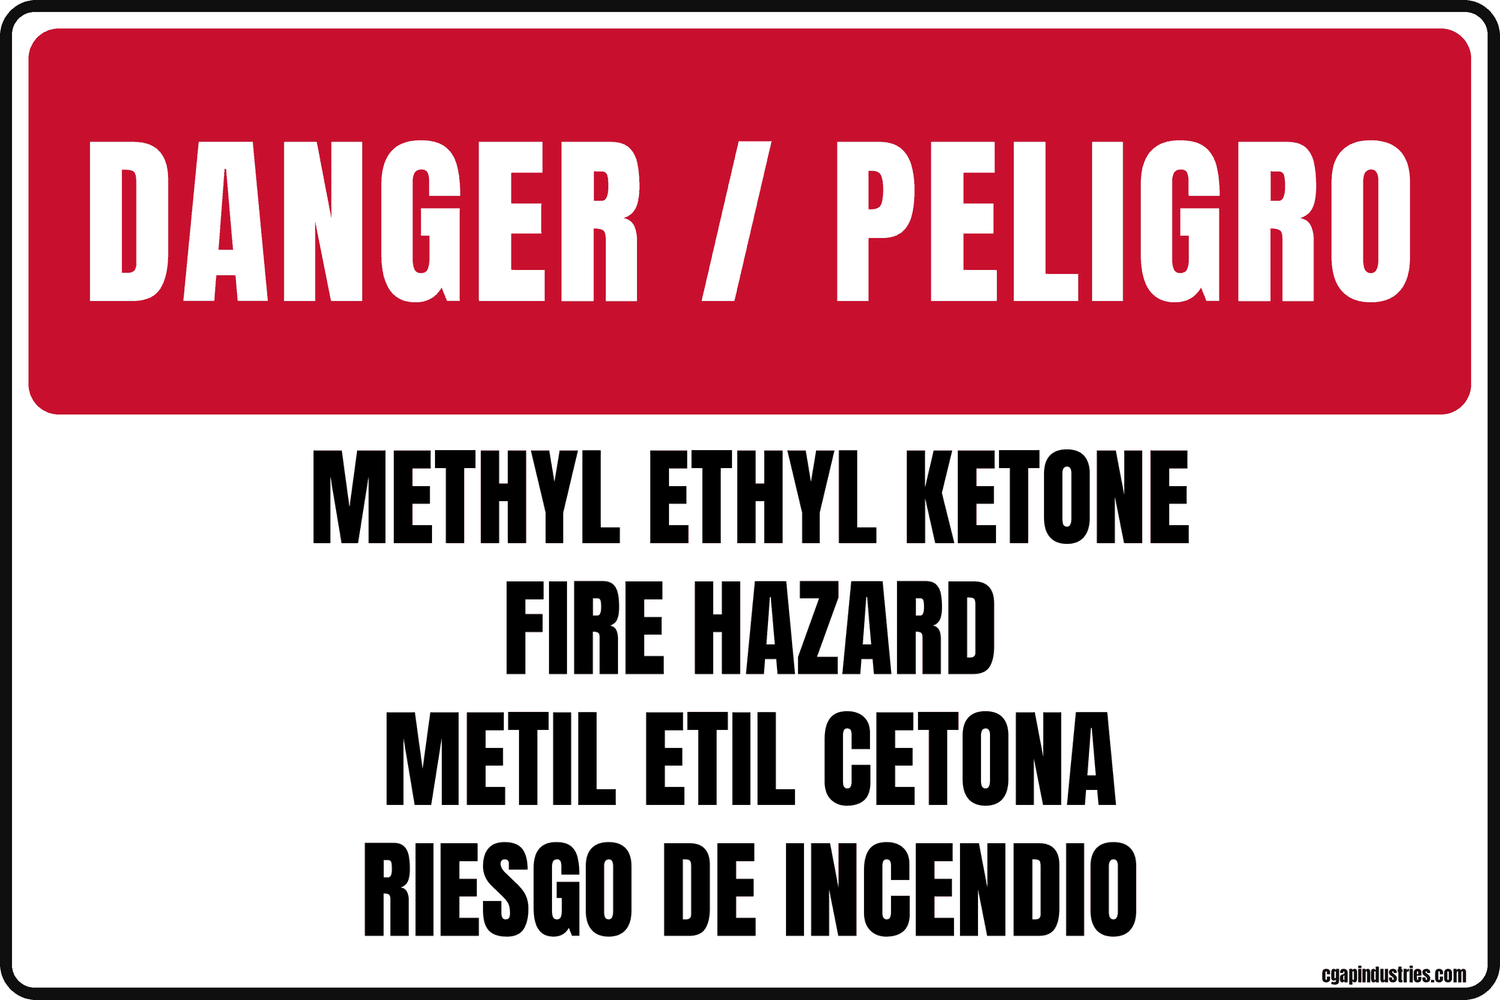 DANGER / PELIGRO
METHYL ETHYL KETONE
FIRE HAZARD
METIL ETIL CETONA
RIESGO DE INCENDIO
cgapindustries.com